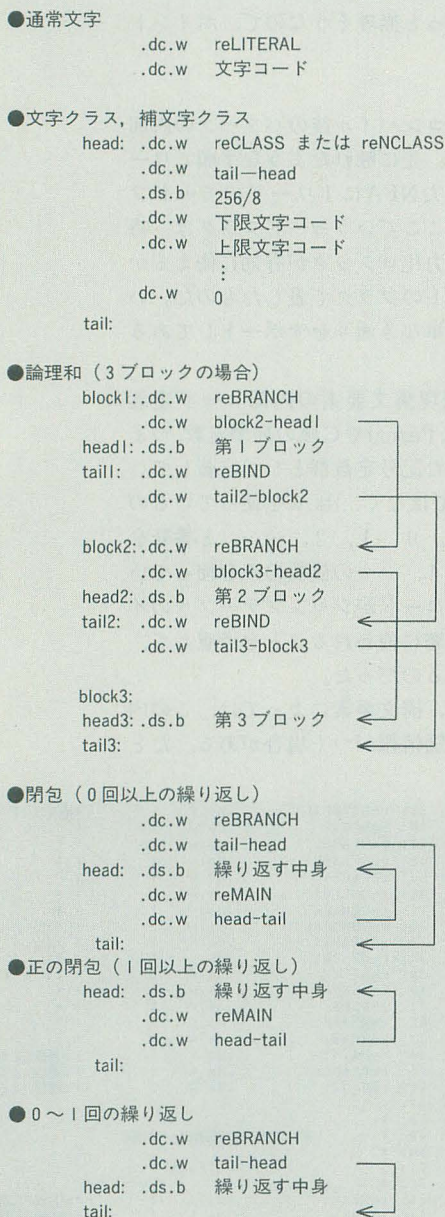 ●通常文字
.dc.w reLITERAL
.dc.w 文字コード
●文字クラス，補文字クラス
head: .dc.w reCLASS または reNCLASS
.dc.w tail—head
.ds.b 256/8
.dc.w 下限文字コード
.dc.w 上限文字コード
⋮
dc.w 0
tail:
●論理和（3ブロックの場合）
block1:.dc.w reBRANCH
.dc.w block2-head1
head1: .ds.b 第1ブロック
tail1: .dc.w reBIND
.dc.w tail2-block2
block2: .dc.w reBRANCH
.dc.w block3-head2
head2: .ds.b 第2ブロック
tail2: .dc.w reBIND
.dc.w tail3-block3
block3:
head3: .ds.b 第3ブロック
tail3:
●閉包（0回以上の繰り返し）
.dc.w reBRANCH
.dc.w tail-head
head: .ds.b 繰り返す中身
.dc.w reMAIN
.dc.w head-tail
tail:
●正の閉包（1回以上の繰り返し）
head: .ds.b 繰り返す中身
.dc.w reMAIN
.dc.w head-tail
tail:
●0～1回の繰り返し
.dc.w reBRANCH
.dc.w tail-head
head: .ds.b 繰り返す中身
tail: